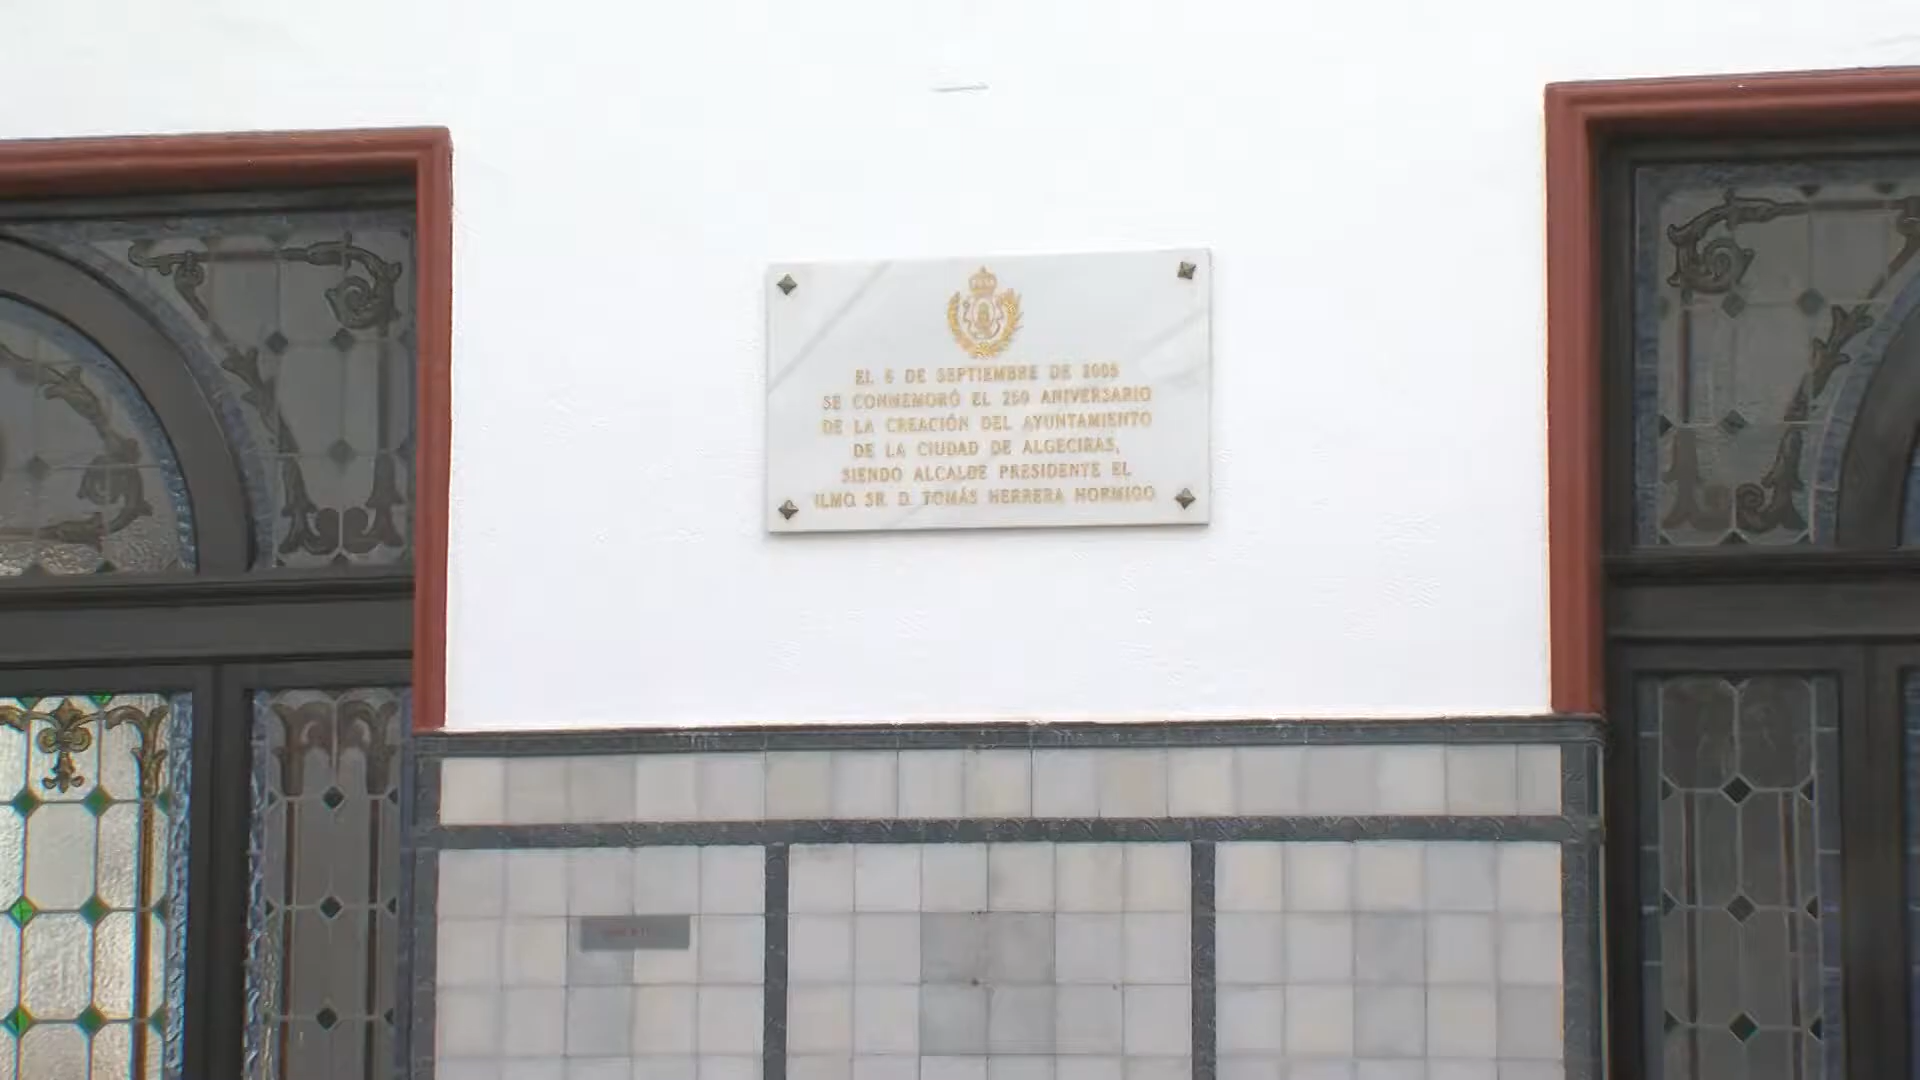 EL 6 DE SEPTIEMBRE DE 2005
SE CONMEMORÓ EL 250 ANIVERSARIO
DE LA CREACIÓN DEL AYUNTAMIENTO
DE LA CIUDAD DE ALGECIRAS,
SIENDO ALCALDE PRESIDENTE EL
ILMO. SR. D. TOMÁS HERRERA HORMIGO